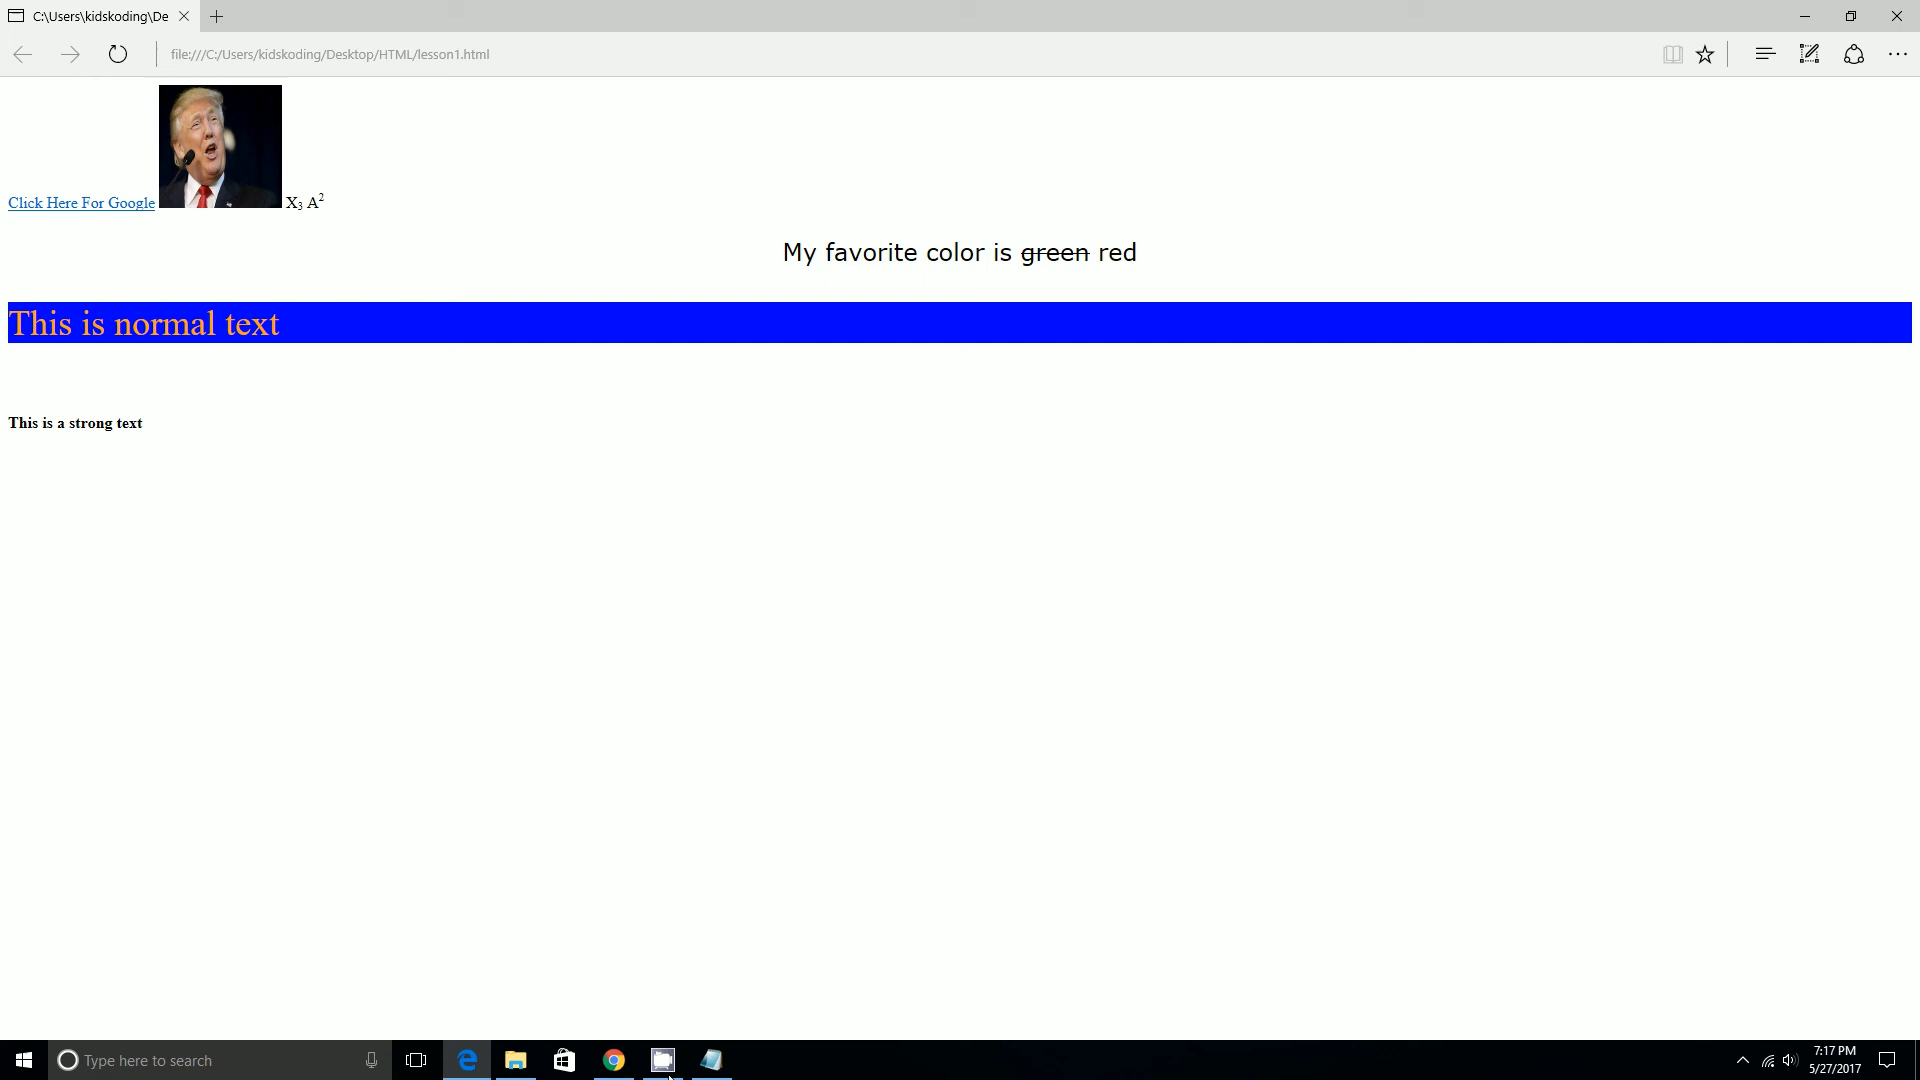 C:\Users\kidskoding\De
file:///C:/Users/kidskoding/Desktop/HTML/lesson1.html
Click Here For Google X₃ A²
My favorite color is green red
This is normal text
This is a strong text
Type here to search
7:17 PM
5/27/2017